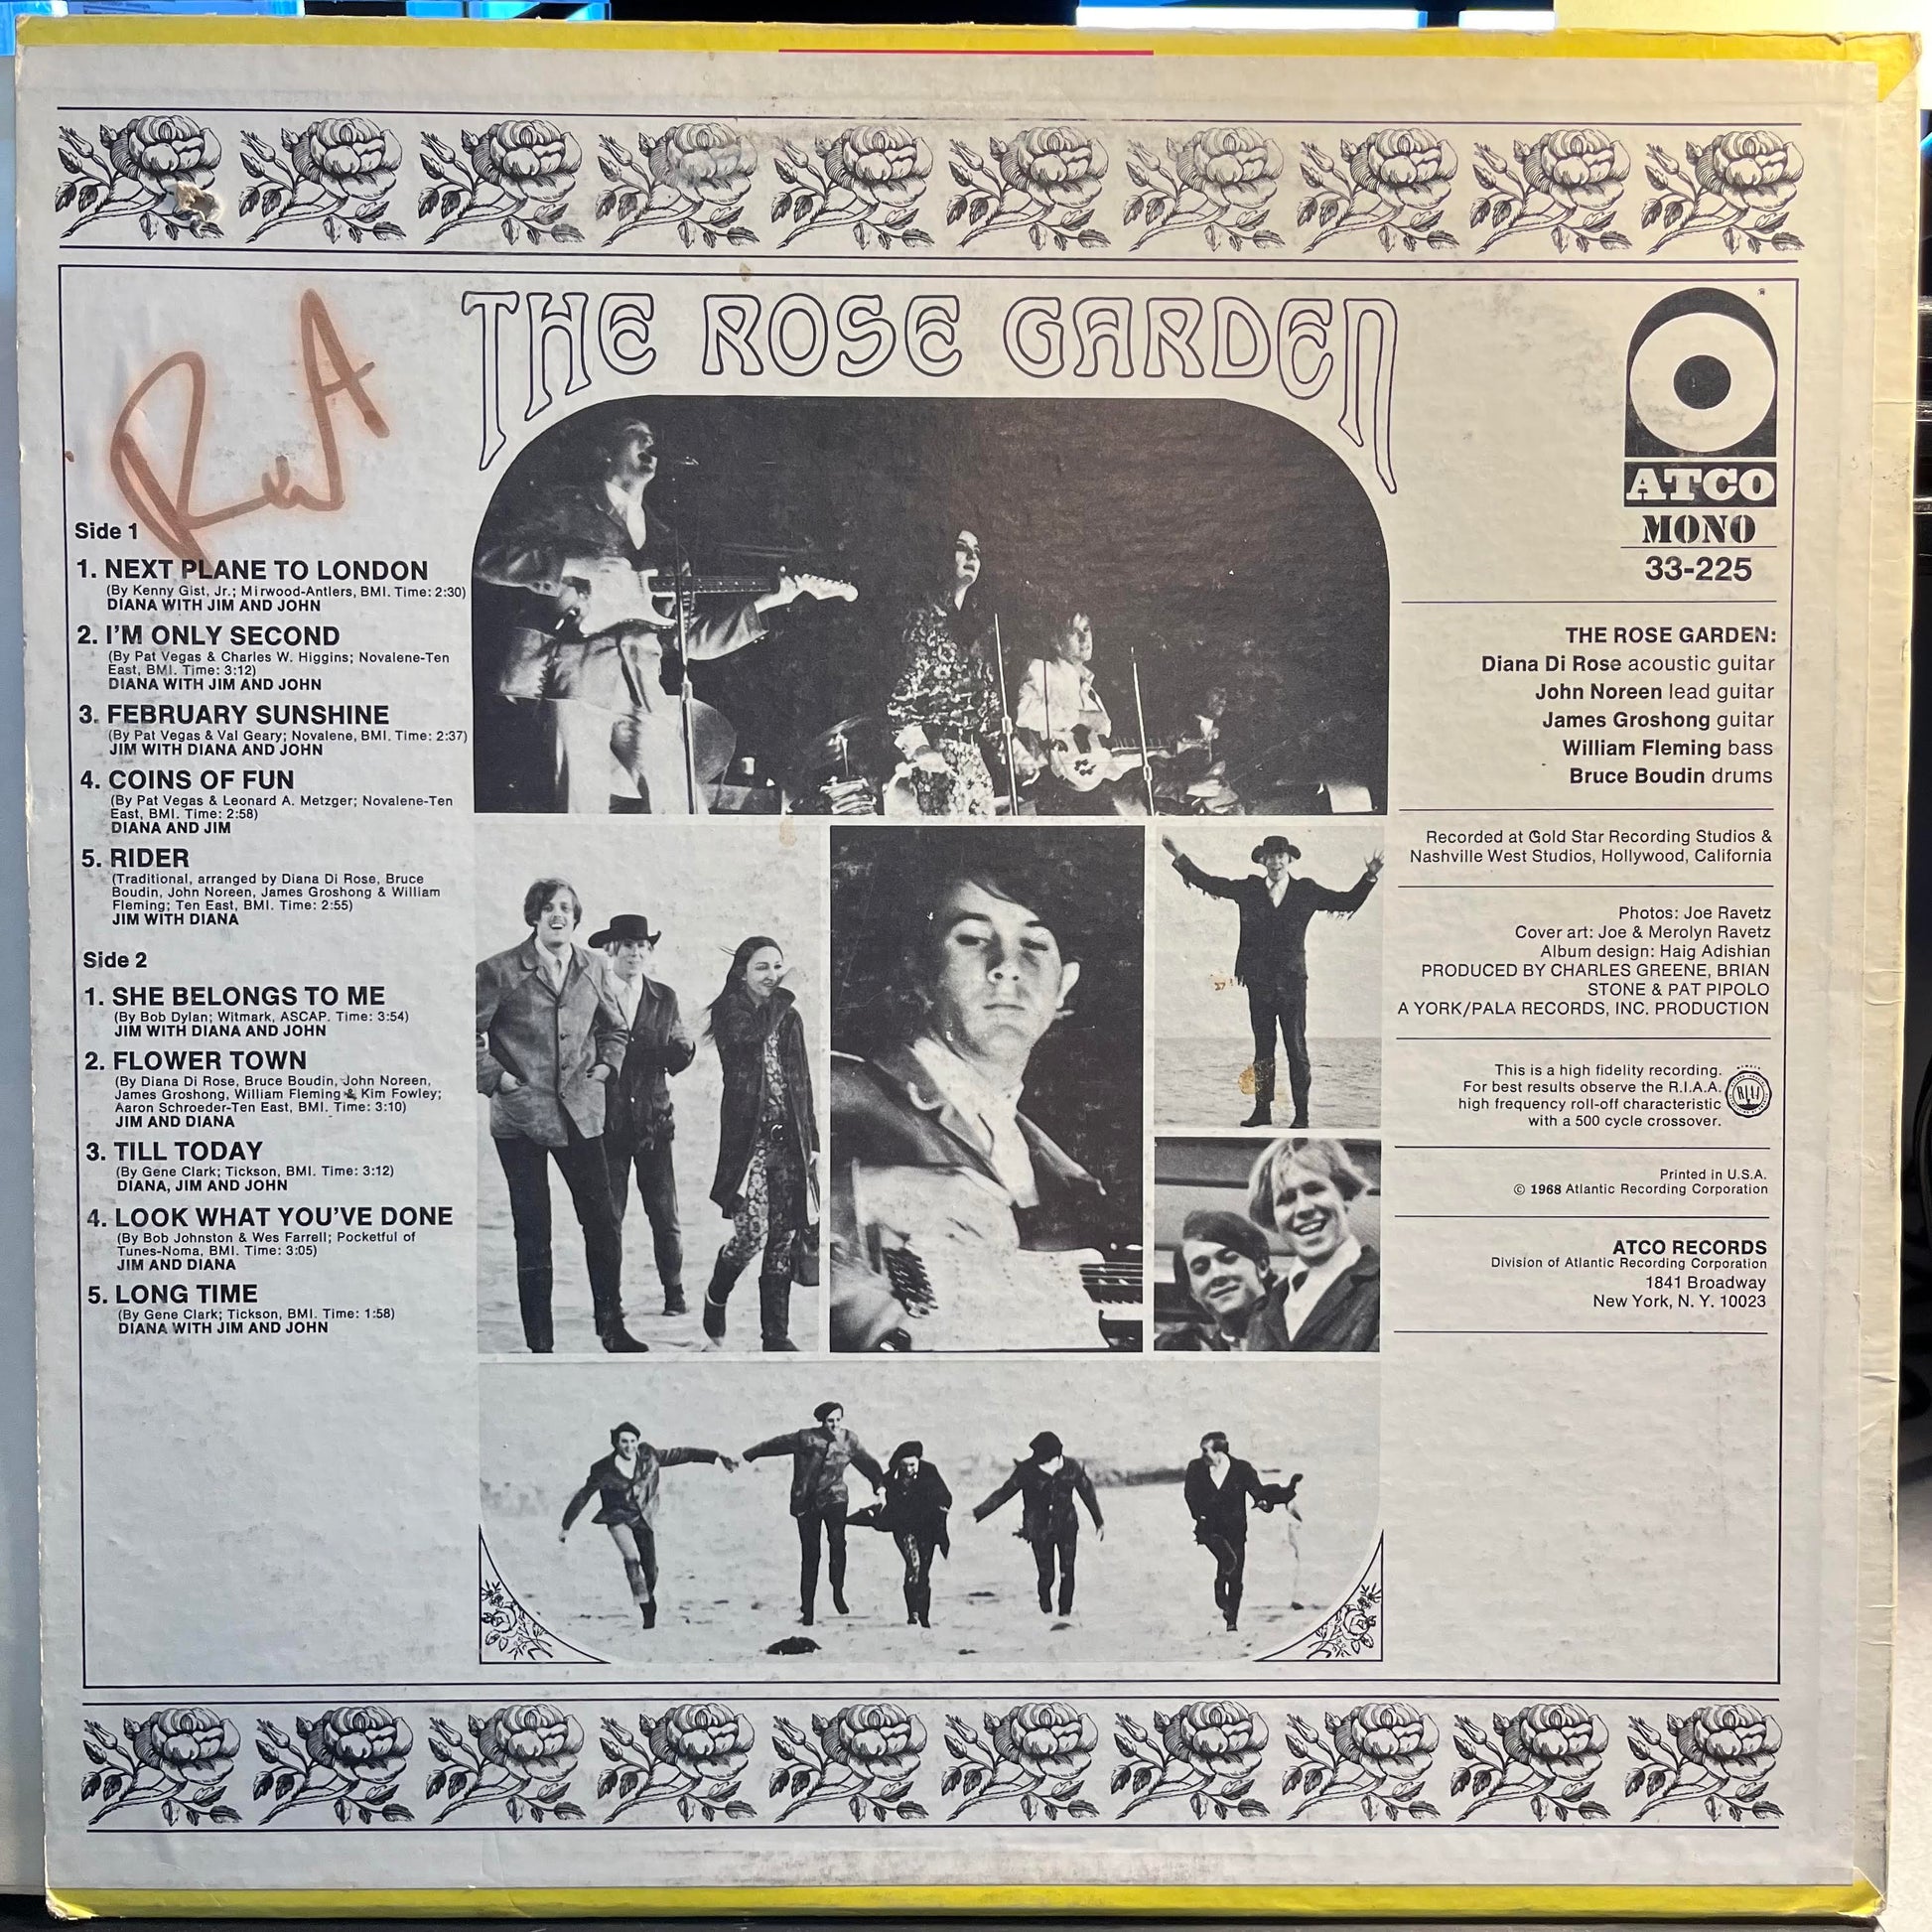 THE ROSE GARDEN
Side 1
1. NEXT PLANE TO LONDON
(By Kenny Gist, Jr.; Mirwood-Antlers, BMI. Time: 2:30)
DIANA WITH JIM AND JOHN
2. I'M ONLY SECOND
(By Pat Vegas & Charles W. Higgins; Novalene-Ten
East, BMI. Time: 3:12)
DIANA WITH JIM AND JOHN
3. FEBRUARY SUNSHINE
(By Pat Vegas & Val Geary; Novalene, BMI. Time: 2:37)
JIM WITH DIANA AND JOHN
4. COINS OF FUN
(By Pat Vegas & Leonard A. Metzger; Novalene-Ten
East, BMI. Time: 2:58)
DIANA AND JIM
5. RIDER
(Traditional, arranged by Diana Di Rose, Bruce
Boudin, John Noreen, James Groshong & William
Fleming; Ten East, BMI. Time: 2:55)
JIM WITH DIANA
Side 2
1. SHE BELONGS TO ME
(By Bob Dylan; Witmark, ASCAP. Time: 3:54)
JIM WITH DIANA AND JOHN
2. FLOWER TOWN
(By Diana Di Rose, Bruce Boudin, John Noreen,
James Groshong, William Fleming & Kim Fowley;
Aaron Schroeder-Ten East, BMI. Time: 3:10)
JIM AND DIANA
3. TILL TODAY
(By Gene Clark; Tickson, BMI. Time: 3:12)
DIANA, JIM AND JOHN
4. LOOK WHAT YOU'VE DONE
(By Bob Johnston & Wes Farrell; Pocketful of
Tunes-Noma, BMI. Time: 3:05)
JIM AND DIANA
5. LONG TIME
(By Gene Clark; Tickson, BMI. Time: 1:58)
DIANA WITH JIM AND JOHN
ATCO
MONO
33-225
THE ROSE GARDEN:
Diana Di Rose acoustic guitar
John Noreen lead guitar
James Groshong guitar
William Fleming bass
Bruce Boudin drums
Recorded at Gold Star Recording Studios &
Nashville West Studios, Hollywood, California
Photos: Joe Ravetz
Cover art: Joe & Merolyn Ravetz
Album design: Haig Adishian
PRODUCED BY CHARLES GREENE, BRIAN
STONE & PAT PIPOLO
A YORK/PALA RECORDS, INC. PRODUCTION
This is a high fidelity recording.
For best results observe the R.I.A.A.
high frequency roll-off characteristic
with a 500 cycle crossover.
Printed in U.S.A.
© 1968 Atlantic Recording Corporation
ATCO RECORDS
Division of Atlantic Recording Corporation
1841 Broadway
New York, N. Y. 10023